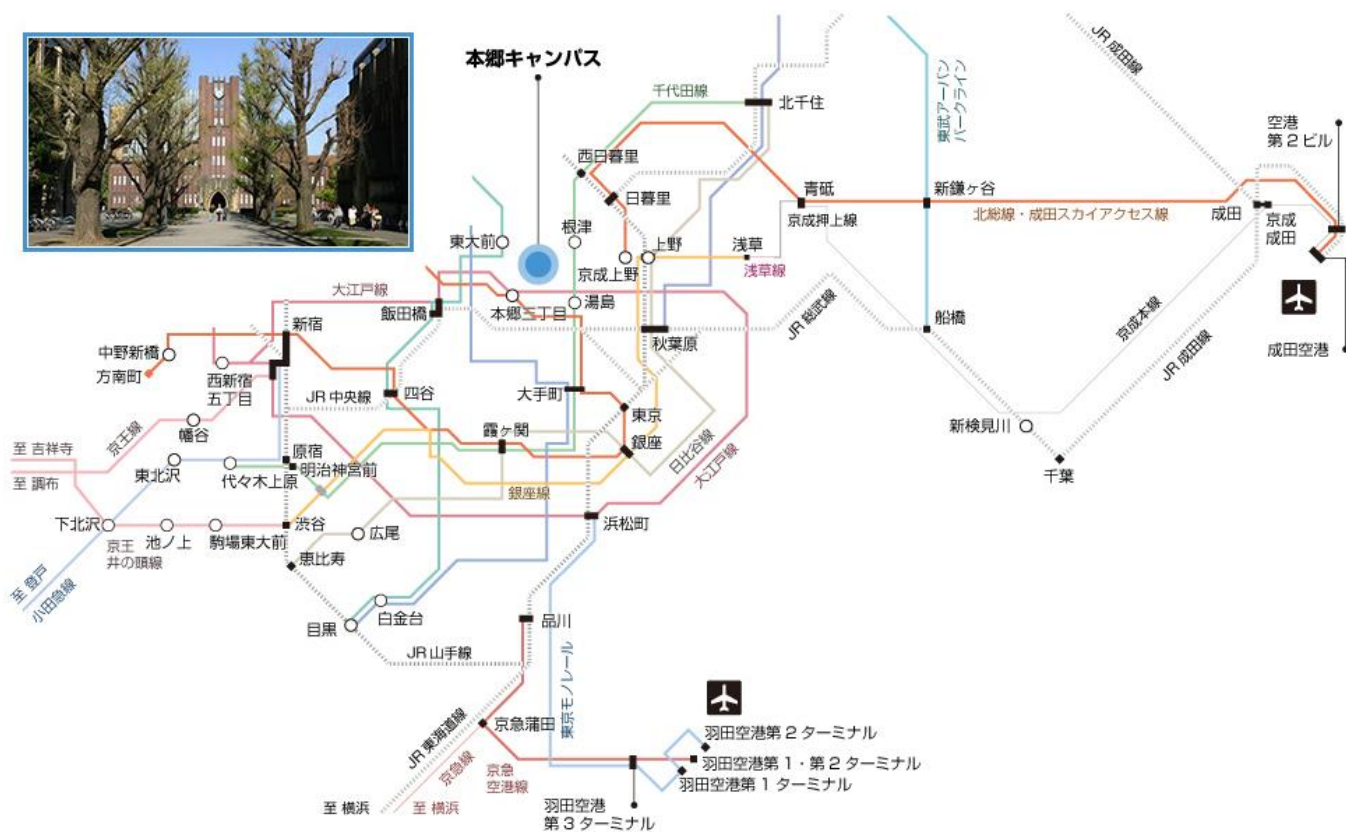 本郷キャンパス
千代田線
北千住
東武アーバン
パークライン
JR 成田線
空港
第２ビル
西日暮里
日暮里
青砥
新鎌ヶ谷
京成押上線
北総線・成田スカイアクセス線
成田
京成
成田
東大前
根津
上野
浅草
京成上野
浅草線
大江戸線
飯田橋
本郷三丁目
湯島
秋葉原
JR 総武線
船橋
京成本線
JR 成田線
成田空港
新宿
中野新橋
方南町
西新宿
五丁目
JR 中央線
四谷
大手町
東京
銀座
霞ヶ関
日比谷線
大江戸線
新検見川
千葉
京王線
幡谷
至 吉祥寺
至 調布
東北沢
代々木上原
原宿
明治神宮前
銀座線
浜松町
下北沢
池ノ上
駒場東大前
渋谷
広尾
京王
井の頭線
恵比寿
至 登戸
小田急線
白金台
目黒
品川
JR 山手線
東京モノレール
京急蒲田
JR 東海道線
京急線
京急
空港線
羽田空港第２ターミナル
羽田空港第１・第２ターミナル
羽田空港第１ターミナル
至 横浜
至 横浜
羽田空港
第３ターミナル